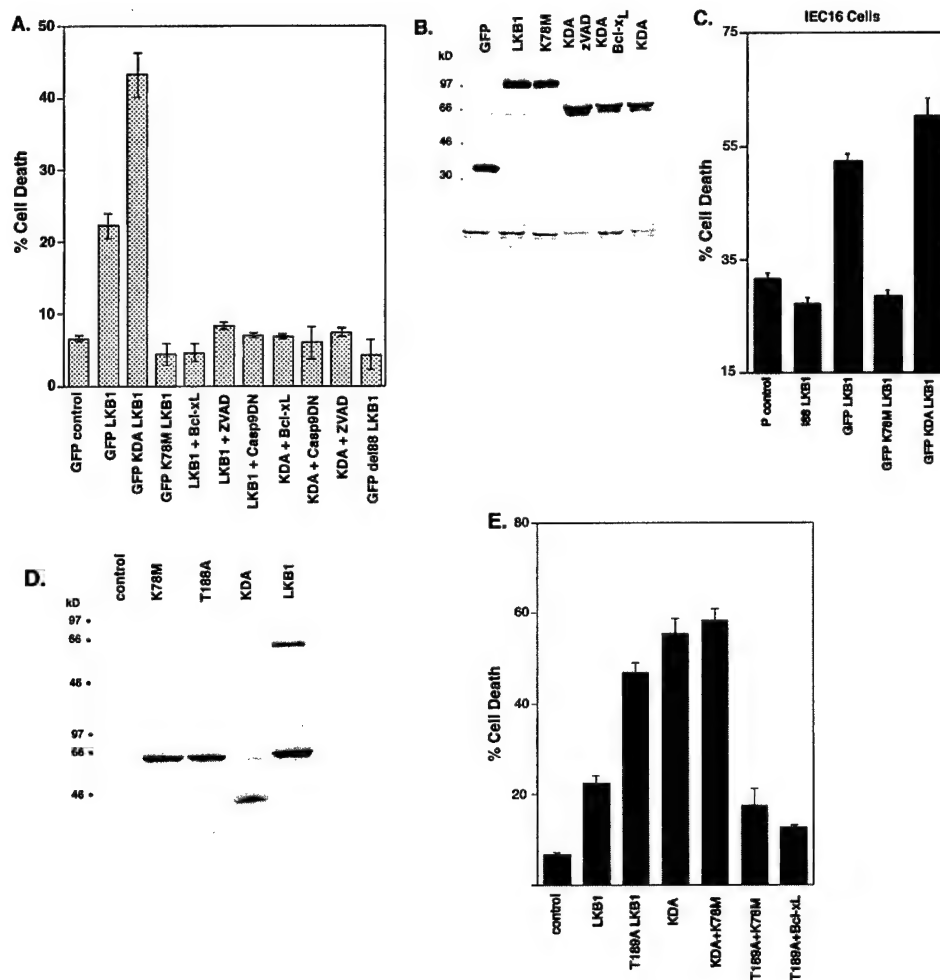 A.
50
40
30
20
10
0
% Cell Death
GFP control
GFP LKB1
GFP KDA LKB1
GFP K78M LKB1
LKB1 + Bcl-xL
LKB1 + ZVAD
LKB1 + Casp9DN
KDA + Bcl-xL
KDA + Casp9DN
KDA + ZVAD
GFP del88 LKB1
B.
kD
GFP
LKB1
K78M
KDA
zVAD
KDA
Bcl-xL
KDA
97
66
46
30
C.
IEC16 Cells
75
55
35
15
% Cell Death
P control
I88 LKB1
GFP LKB1
GFP K78M LKB1
GFP KDA LKB1
D.
control
K78M
T188A
KDA
LKB1
kD
97
66
46
97
66
46
E.
80
60
40
20
% Cell Death
control
LKB1
T189A LKB1
KDA
KDA+K78M
T189A+K78M
T189A+Bcl-xL